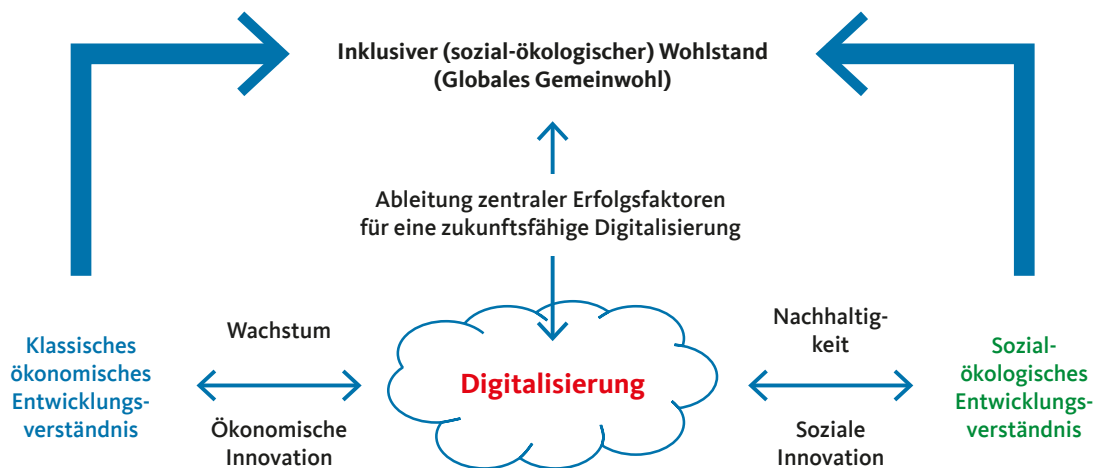 Inklusiver (sozial-ökologischer) Wohlstand
(Globales Gemeinwohl)
Ableitung zentraler Erfolgsfaktoren
für eine zukunftsfähige Digitalisierung
Klassisches
ökonomisches
Entwicklungs-
verständnis
Wachstum
Ökonomische
Innovation
Digitalisierung
Nachhaltig-
keit
Soziale
Innovation
Sozial-
ökologisches
Entwicklungs-
verständnis